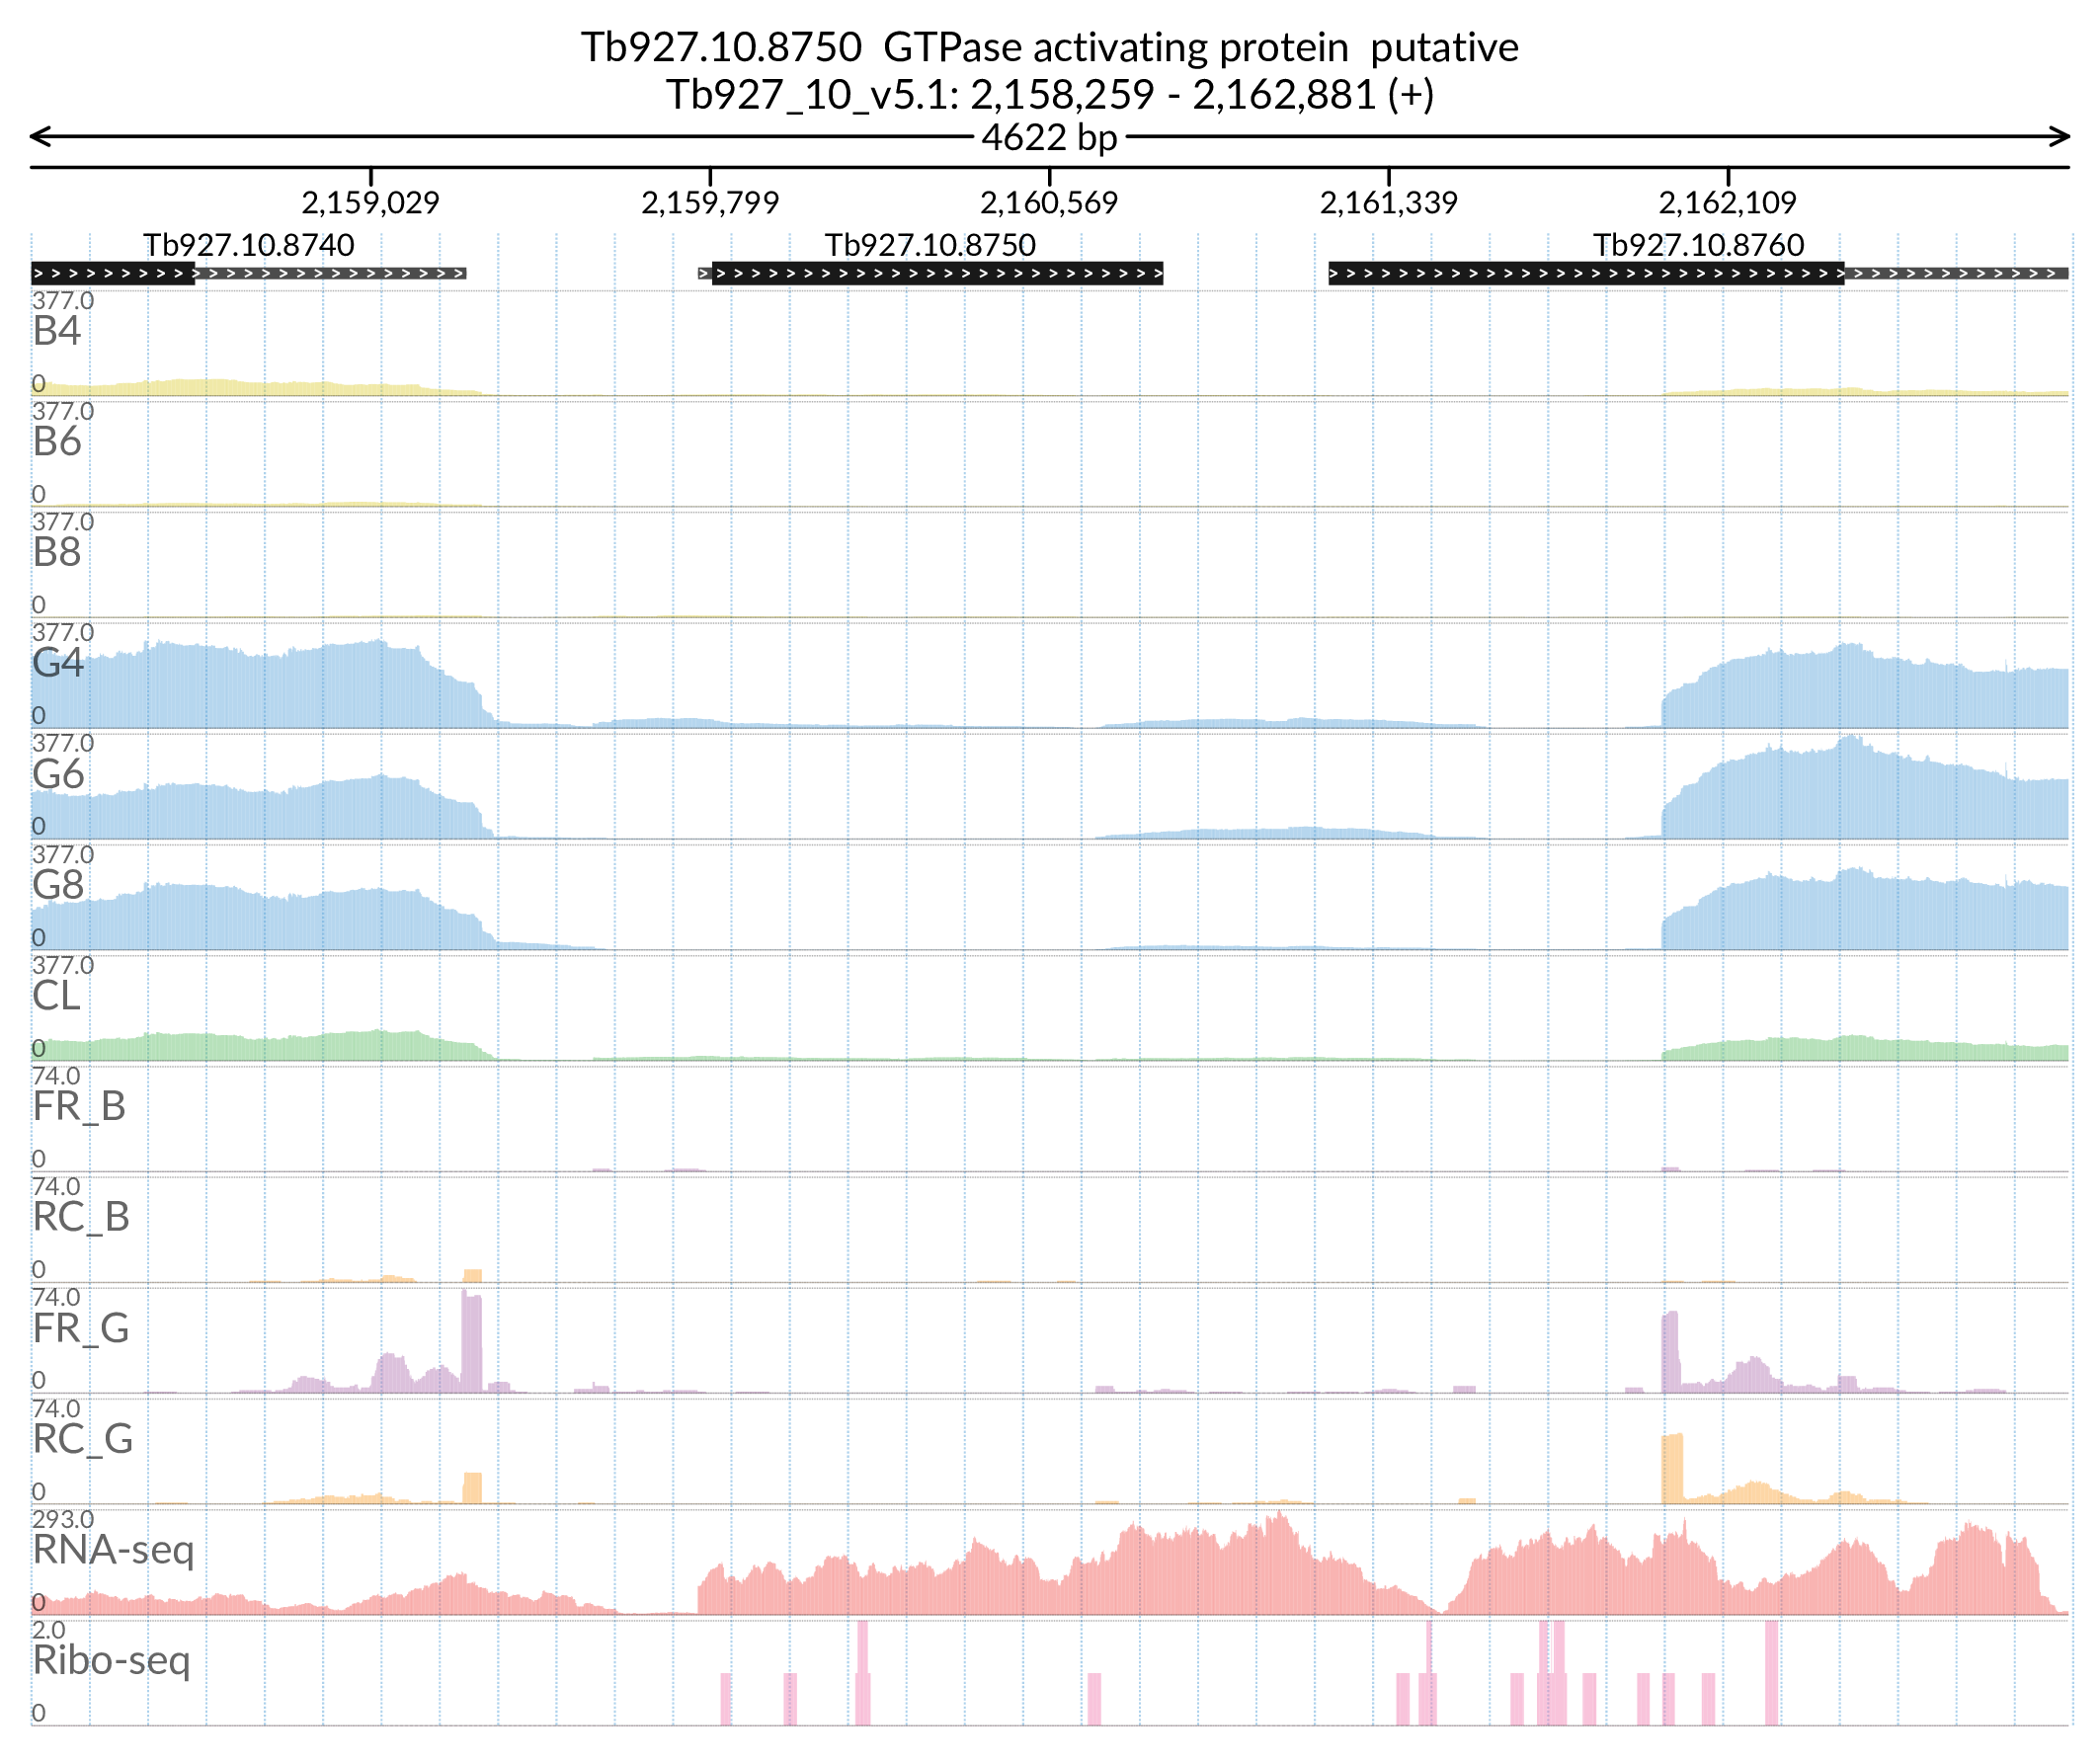 Tb927.10.8750  GTPase activating protein  putative
Tb927_10_v5.1: 2,158,259 - 2,162,881 (+)
4622 bp
2,159,029 2,159,799 2,160,569 2,161,339 2,162,109
Tb927.10.8740 Tb927.10.8750 Tb927.10.8760
377.0
B4
0
377.0
B6
0
377.0
B8
0
377.0
G4
0
377.0
G6
0
377.0
G8
0
377.0
CL
0
74.0
FR_B
0
74.0
RC_B
0
74.0
FR_G
0
74.0
RC_G
0
293.0
RNA-seq
0
2.0
Ribo-seq
0